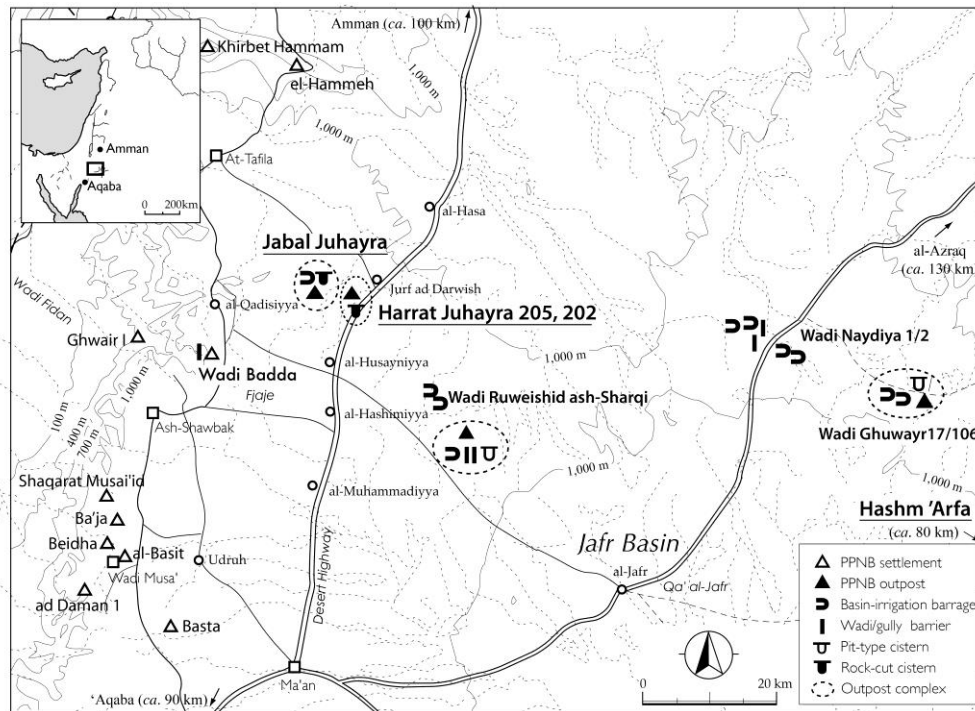 Amman (ca. 100 km)
Khirbet Hammam
el-Hammeh
1,000 m
1,000 m
Amman
Aqaba
0 200km
At-Tafila
al-Hasa
Jabal Juhayra
al-Azraq
(ca. 130 km)
Wadi Fidan
al-Qadisiyya
Jurf ad Darwish
Harrat Juhayra 205, 202
Ghwair I
Wadi Naydiya 1/2
1,000 m
al-Husayniyya
Wadi Badda
Fjaje
1,000 m
100 m
400 m
700 m
Wadi Ruweishid ash-Sharqi
al-Hashimiyya
Ash-Shawbak
Wadi Ghuwayr17/106
1,000 m
1,000 m
Shaqarat Musai'id
al-Muhammadiyya
Hashm 'Arfa
(ca. 80 km)
Ba'ja
Beidha
al-Basit
Wadi Musa'
Udruh
Jafr Basin
al-Jafr
Qa' al-Jafr
ad Daman 1
Desert Highway
Basta
Ma'an
'Aqaba (ca. 90 km)
0 20 km
PPNB settlement
PPNB outpost
Basin-irrigation barrage
Wadi/gully barrier
Pit-type cistern
Rock-cut cistern
Outpost complex